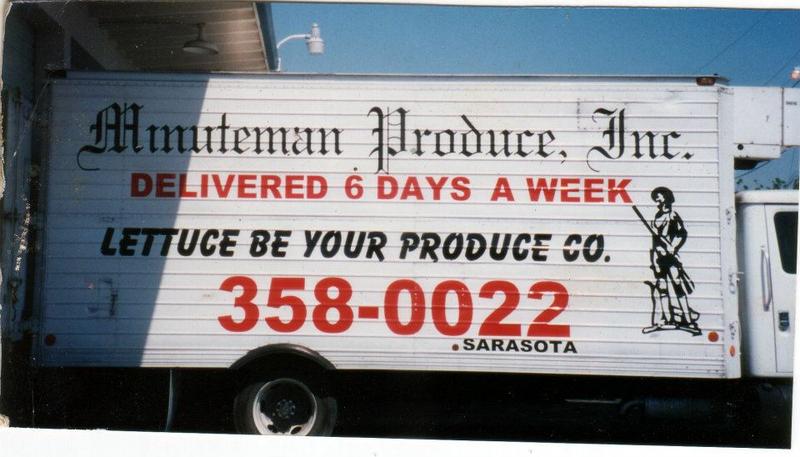 Minuteman Produce, Inc.
DELIVERED 6 DAYS A WEEK
LETTUCE BE YOUR PRODUCE CO.
358-0022
.SARASOTA